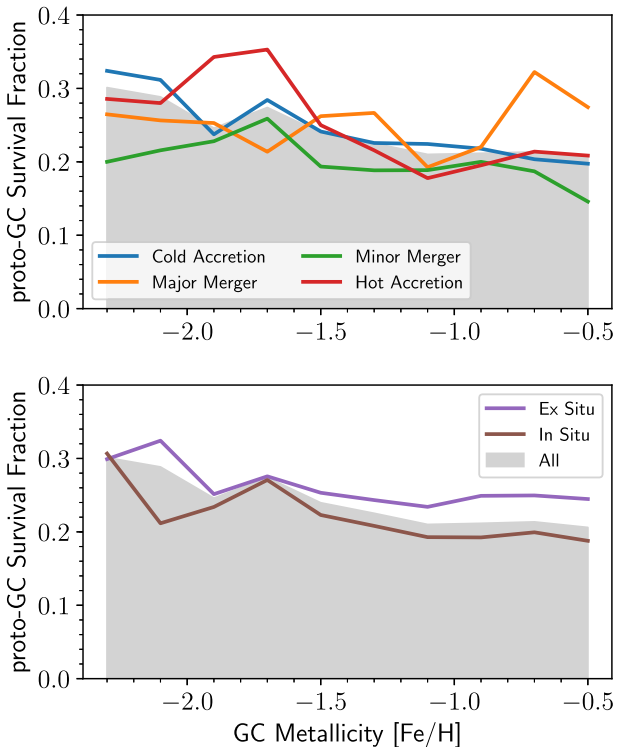 proto-GC Survival Fraction
0.4
0.3
0.2
0.1
0.0
Cold Accretion
Major Merger
Minor Merger
Hot Accretion
−2.0 −1.5 −1.0 −0.5
proto-GC Survival Fraction
0.4
0.3
0.2
0.1
0.0
Ex Situ
In Situ
All
−2.0 −1.5 −1.0 −0.5
GC Metallicity [Fe/H]